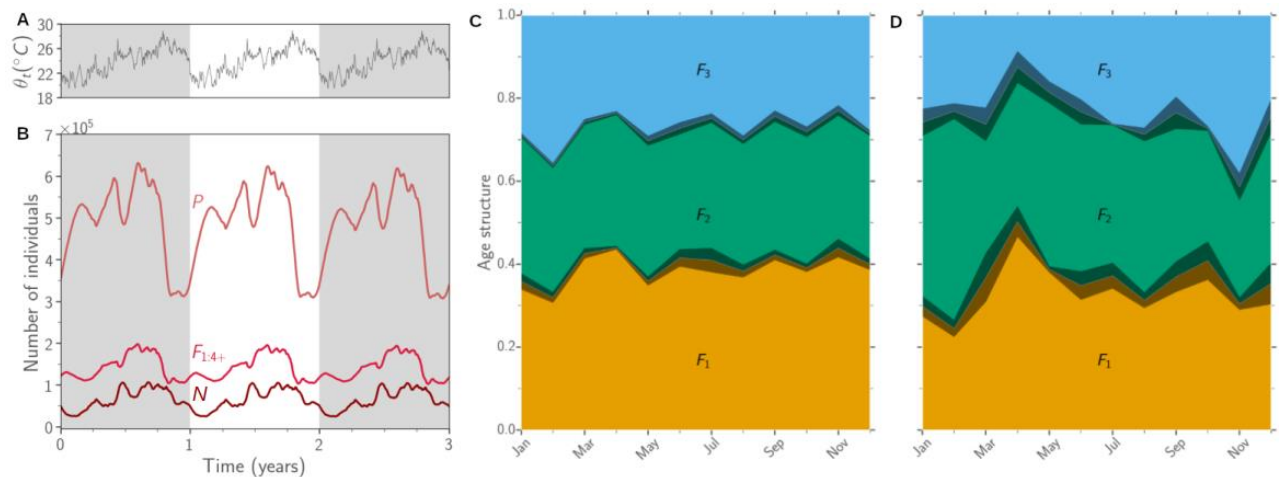 A
θt(°C)
30
26
22
18
B
×10⁵
Number of individuals
7
6
5
4
3
2
1
0
P
F1:4+
N
0
1
2
3
Time (years)
C
Age structure
1.0
0.8
0.6
0.4
0.2
0.0
F3
F2
F1
Jan
Mar
May
Jul
Sep
Nov
D
F3
F2
F1
Jan
Mar
May
Jul
Sep
Nov